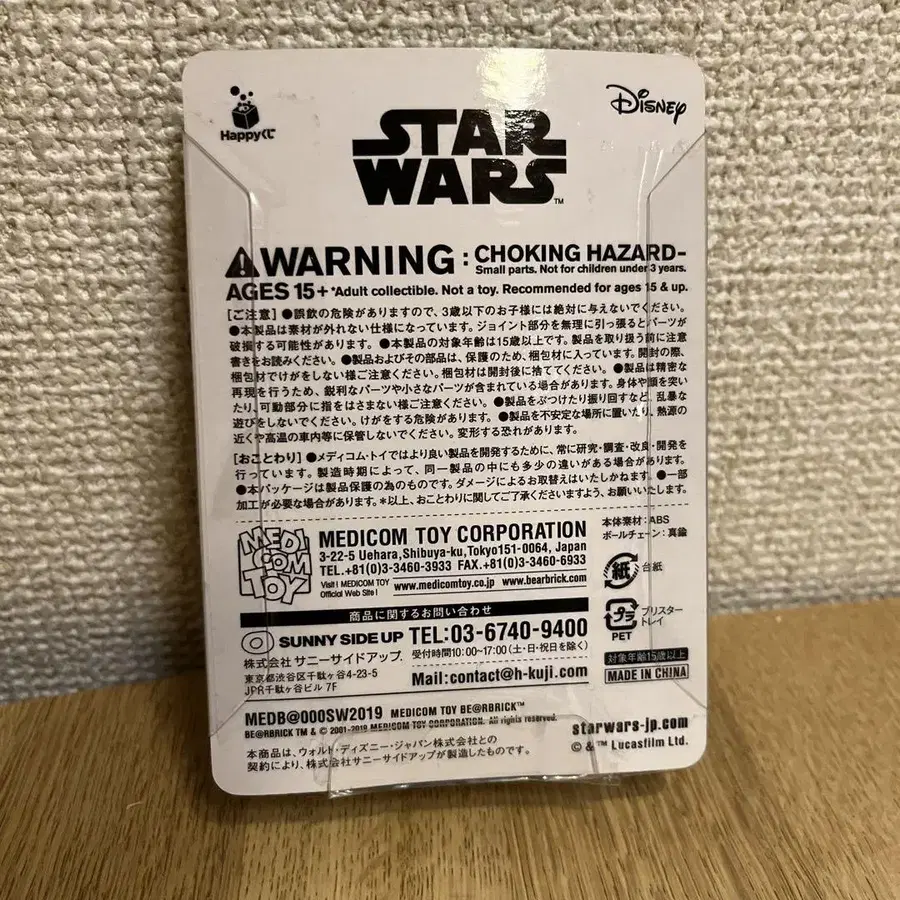 Happyくじ
Disney
STAR
WARS™
⚠WARNING : CHOKING HAZARD-
Small parts. Not for children under 3 years.
AGES 15+ *Adult collectible. Not a toy. Recommended for ages 15 & up.
[ご注意] ●誤飲の危険がありますので、3歳以下のお子様には絶対に与えないでください。
●本製品は素材が外れない仕様になっています。ジョイント部分を無理に引っ張るとパーツが
破損する可能性があります。 ●本製品の対象年齢は15歳以上です。製品を取り扱う前に注意
書きをお読みください。 ●製品およびその部品は、保護のため、梱包材に入っています。開封の際、
梱包材でけがをしない様ご注意ください。 梱包材は開封後に捨ててください。 ●製品は精密な
再現を行うため、鋭利なパーツや小さなパーツが含まれている場合があります。身体や顔を突い
たり、可動部分に指をはさまない様ご注意ください。 ●製品をぶつけたり振り回すなど、乱暴な
遊びをしないでください。けがをする危険があります。 ●製品を不安定な場所に置いたり、熱源の
近くや高温の車内等に保管しないでください。変形する恐れがあります。
[おことわり] ●メディコム・トイではより良い製品を開発するために、常に研究・調査・改良・開発を
行っています。製造時期によって、同一製品の中にも多少の違いがある場合があります。
●本パッケージは製品保護の為のものです。ダメージによるお取替えはいたしかねます。 ●一部
加工が必要な場合があります。*以上、おことわりに関してご了承くださいますよう、お願いいたします。
MEDI
COM
TOY
MEDICOM TOY CORPORATION
3-22-5 Uehara,Shibuya-ku,Tokyo151-0064, Japan
TEL.+81(0)3-3460-3933 FAX.+81(0)3-3460-6933
Visit ! MEDICOM TOY
Official Web Site !
www.medicomtoy.co.jp www.bearbrick.com
本体素材:ABS
ボールチェーン:真鍮
紙
台紙
プラ
PET
ブリスター
トレイ
対象年齢15歳以上
MADE IN CHINA
商品に関するお問い合わせ
SUNNY SIDE UP
株式会社 サニーサイドアップ.
東京都渋谷区千駄ヶ谷4-23-5
JPR千駄ヶ谷ビル 7F
TEL:03-6740-9400
受付時間10:00~17:00 (土・日・祝日を除く)
Mail:contact@h-kuji.com
MEDB@000SW2019 MEDICOM TOY BE@RBRICK™
BE@RBRICK TM & © 2001-2019 MEDICOM TOY CORPORATION. All rights reserved.
本商品は、ウォルト・ディズニー・ジャパン株式会社との
契約により、株式会社サニーサイドアップが製造したものです。
starwars-jp.com
© & ™ Lucasfilm Ltd.